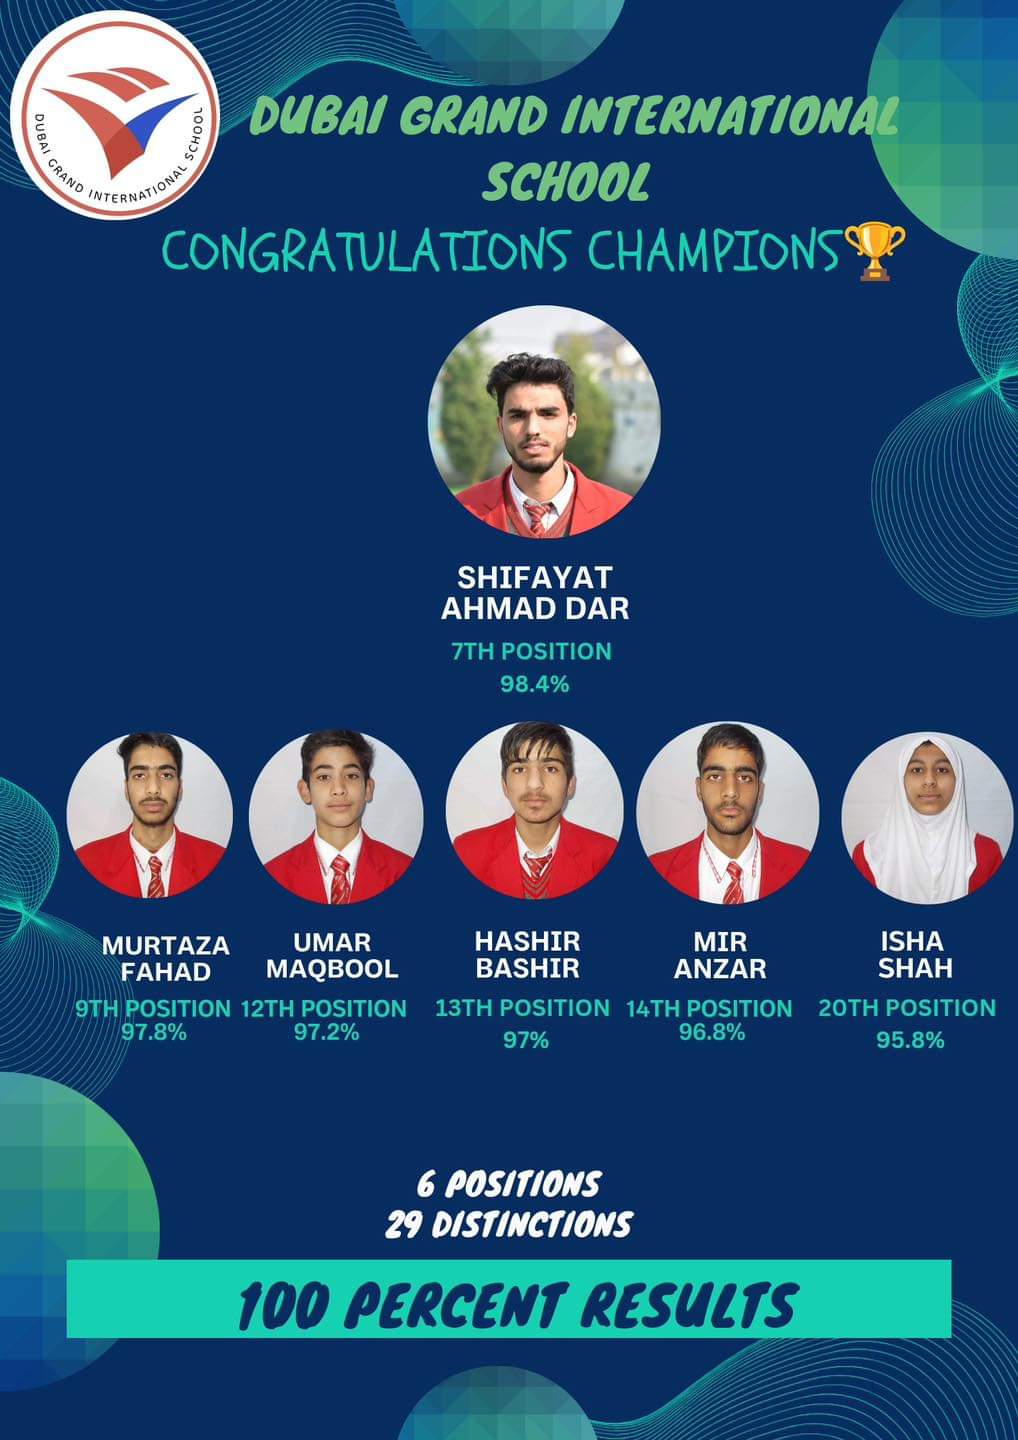 DUBAI GRAND INTERNATIONAL SCHOOL
DUBAI GRAND INTERNATIONAL
SCHOOL
CONGRATULATIONS CHAMPIONS🏆
SHIFAYAT
AHMAD DAR
7TH POSITION
98.4%
MURTAZA
FAHAD
9TH POSITION
97.8%
UMAR
MAQBOOL
12TH POSITION
97.2%
HASHIR
BASHIR
13TH POSITION
97%
MIR
ANZAR
14TH POSITION
96.8%
ISHA
SHAH
20TH POSITION
95.8%
6 POSITIONS
29 DISTINCTIONS
100 PERCENT RESULTS